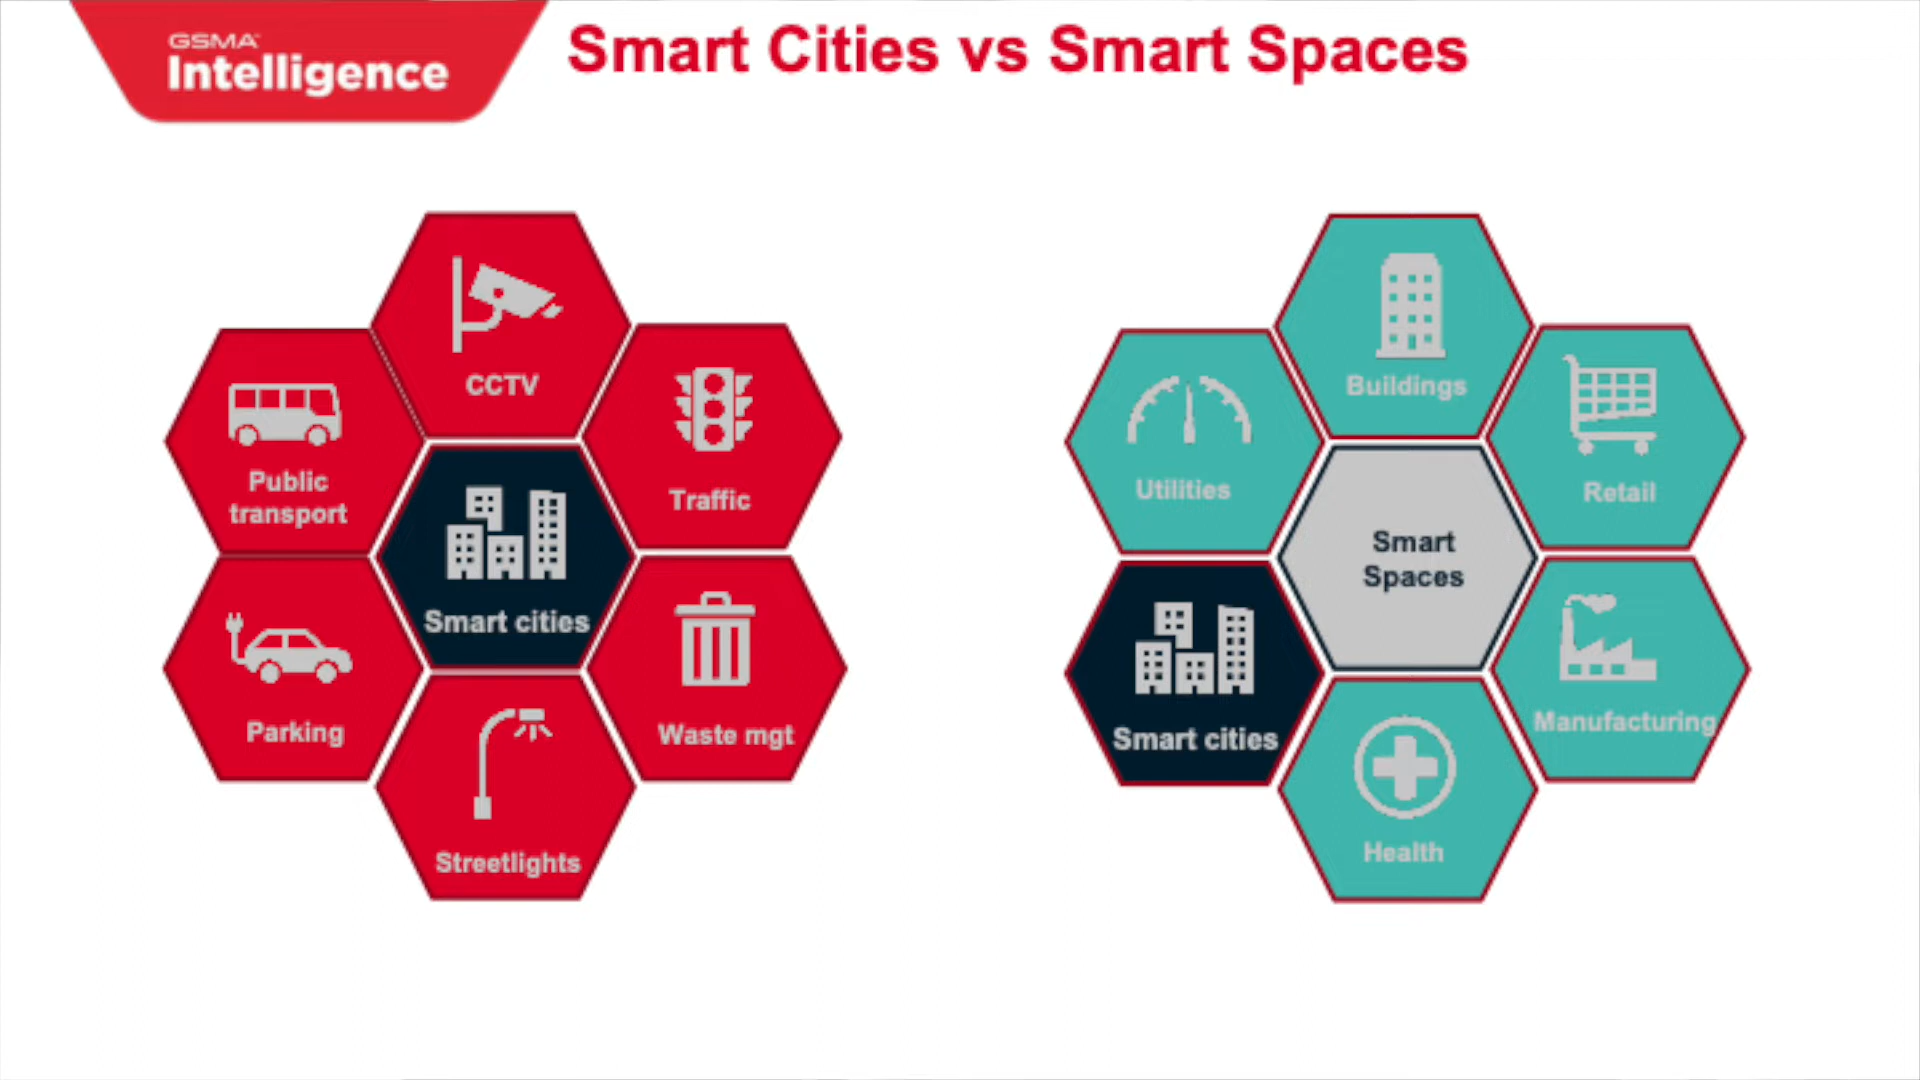 GSMA
Intelligence
Smart Cities vs Smart Spaces
CCTV
Public
transport
Traffic
Smart cities
Parking
Waste mgt
Streetlights
Buildings
Utilities
Retail
Smart
Spaces
Smart cities
Manufacturing
Health